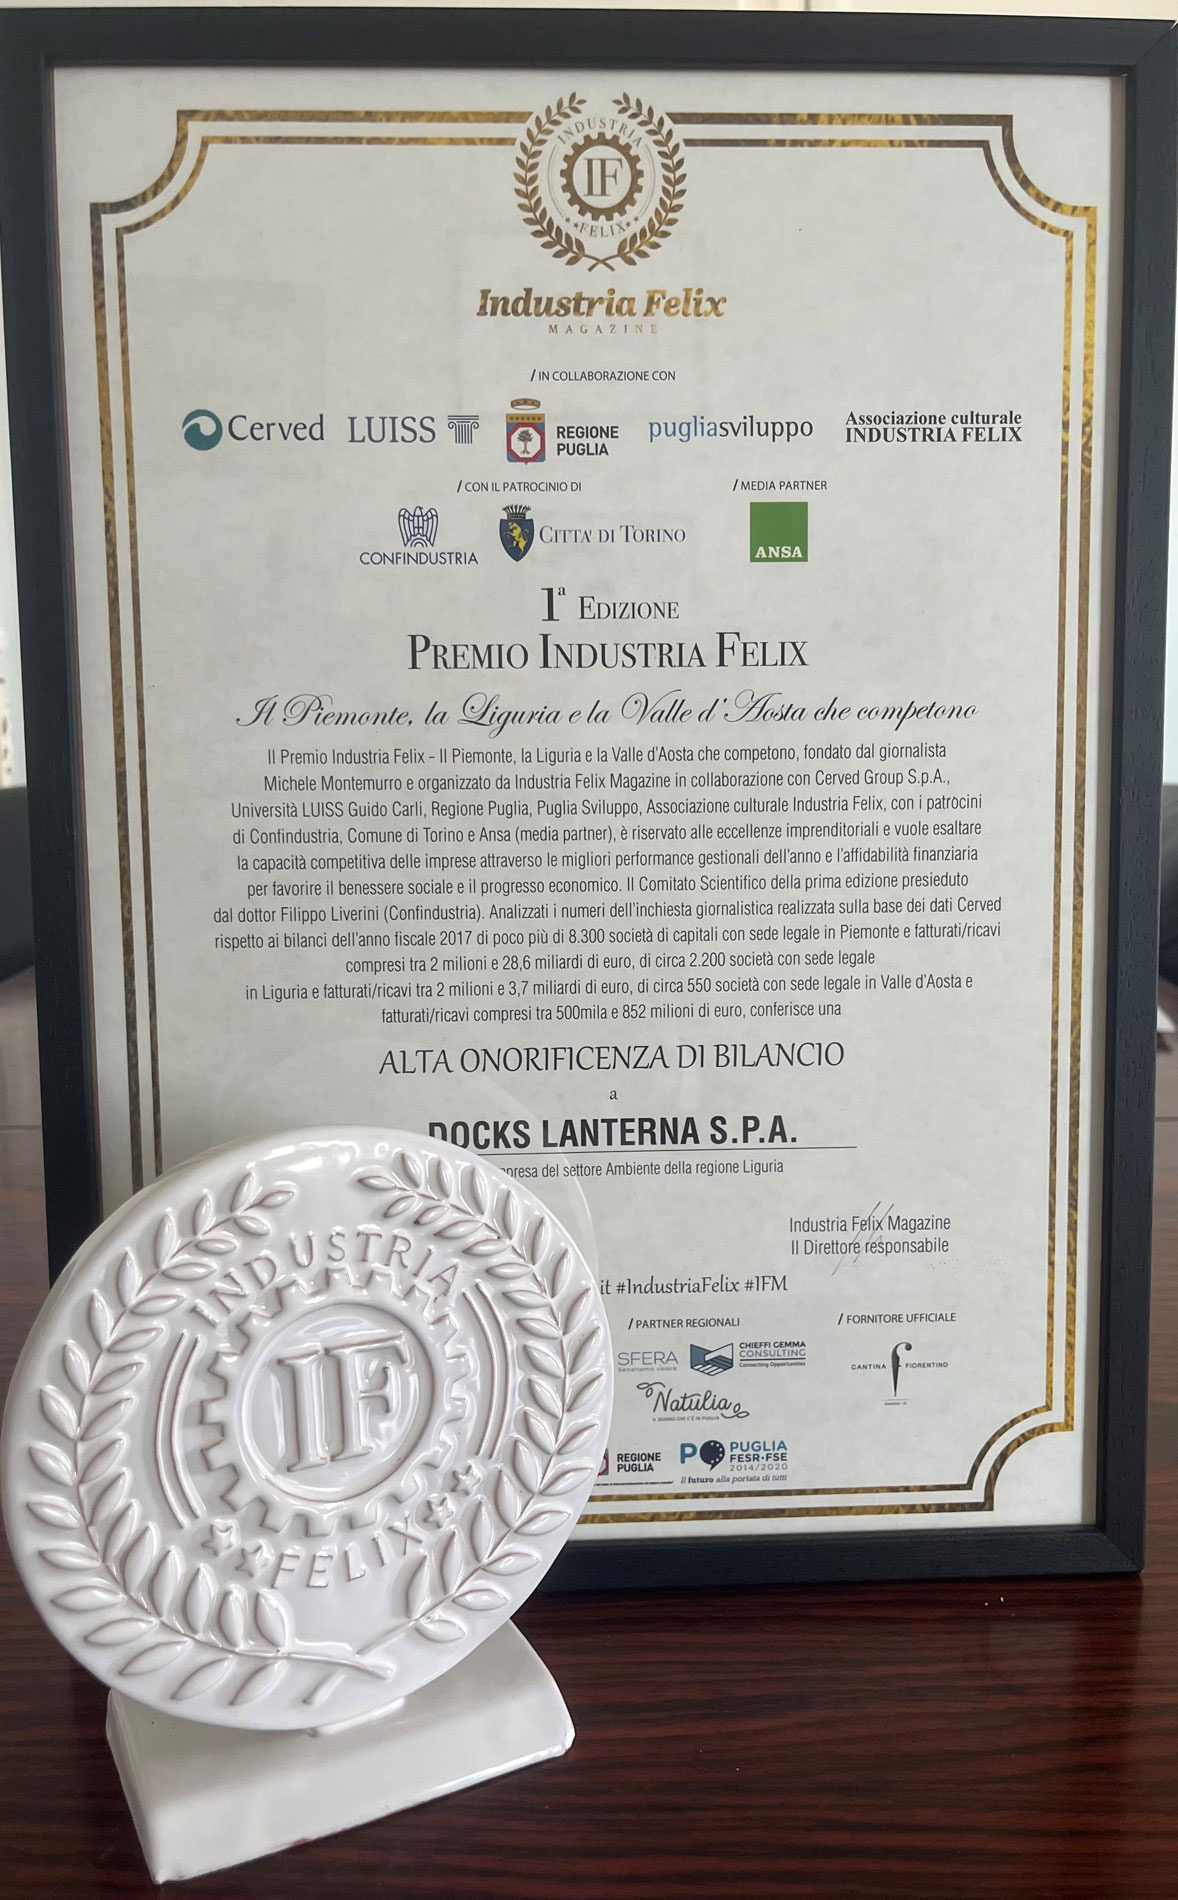 INDUSTRIA
IF
FELIX
Industria Felix
MAGAZINE
/ IN COLLABORAZIONE CON
Cerved LUISS REGIONE PUGLIA pugliasviluppo Associazione culturale INDUSTRIA FELIX
/ CON IL PATROCINIO DI
/ MEDIA PARTNER
CONFINDUSTRIA
CITTA' DI TORINO
ANSA
1ª EDIZIONE
PREMIO INDUSTRIA FELIX
Il Piemonte, la Liguria e la Valle d'Aosta che competono
Il Premio Industria Felix - Il Piemonte, la Liguria e la Valle d'Aosta che competono, fondato dal giornalista
Michele Montemurro e organizzato da Industria Felix Magazine in collaborazione con Cerved Group S.p.A.,
Università LUISS Guido Carli, Regione Puglia, Puglia Sviluppo, Associazione culturale Industria Felix, con i patròcini
di Confindustria, Comune di Torino e Ansa (media partner), è riservato alle eccellenze imprenditoriali e vuole esaltare
la capacità competitiva delle imprese attraverso le migliori performance gestionali dell'anno e l'affidabilità finanziaria
per favorire il benessere sociale e il progresso economico. Il Comitato Scientifico della prima edizione presieduto
dal dottor Filippo Liverini (Confindustria). Analizzati i numeri dell'inchiesta giornalistica realizzata sulla base dei dati Cerved
rispetto ai bilanci dell'anno fiscale 2017 di poco più di 8.300 società di capitali con sede legale in Piemonte e fatturati/ricavi
compresi tra 2 milioni e 28,6 miliardi di euro, di circa 2.200 società con sede legale
in Liguria e fatturati/ricavi tra 2 milioni e 3,7 miliardi di euro, di circa 550 società con sede legale in Valle d'Aosta e
fatturati/ricavi compresi tra 500mila e 852 milioni di euro, conferisce una
ALTA ONORIFICENZA DI BILANCIO
a
DOCKS LANTERNA S.P.A.
presa del settore Ambiente della regione Liguria
Industria Felix Magazine
Il Direttore responsabile
it #IndustriaFelix #IFM
/ PARTNER REGIONALI
/ FORNITORE UFFICIALE
SFERA
CHIEFFI GEMMA
CONSULTING
Connecting Opportunities
CANTINA FIORENTINO
Natulia
IL BUONO CHE C'È IN PUGLIA
REGIONE
PUGLIA
PO PUGLIA
FESR-FSE
2014/2020
Il futuro alla portata di tutti
INDUSTRIA
IF
FELIX